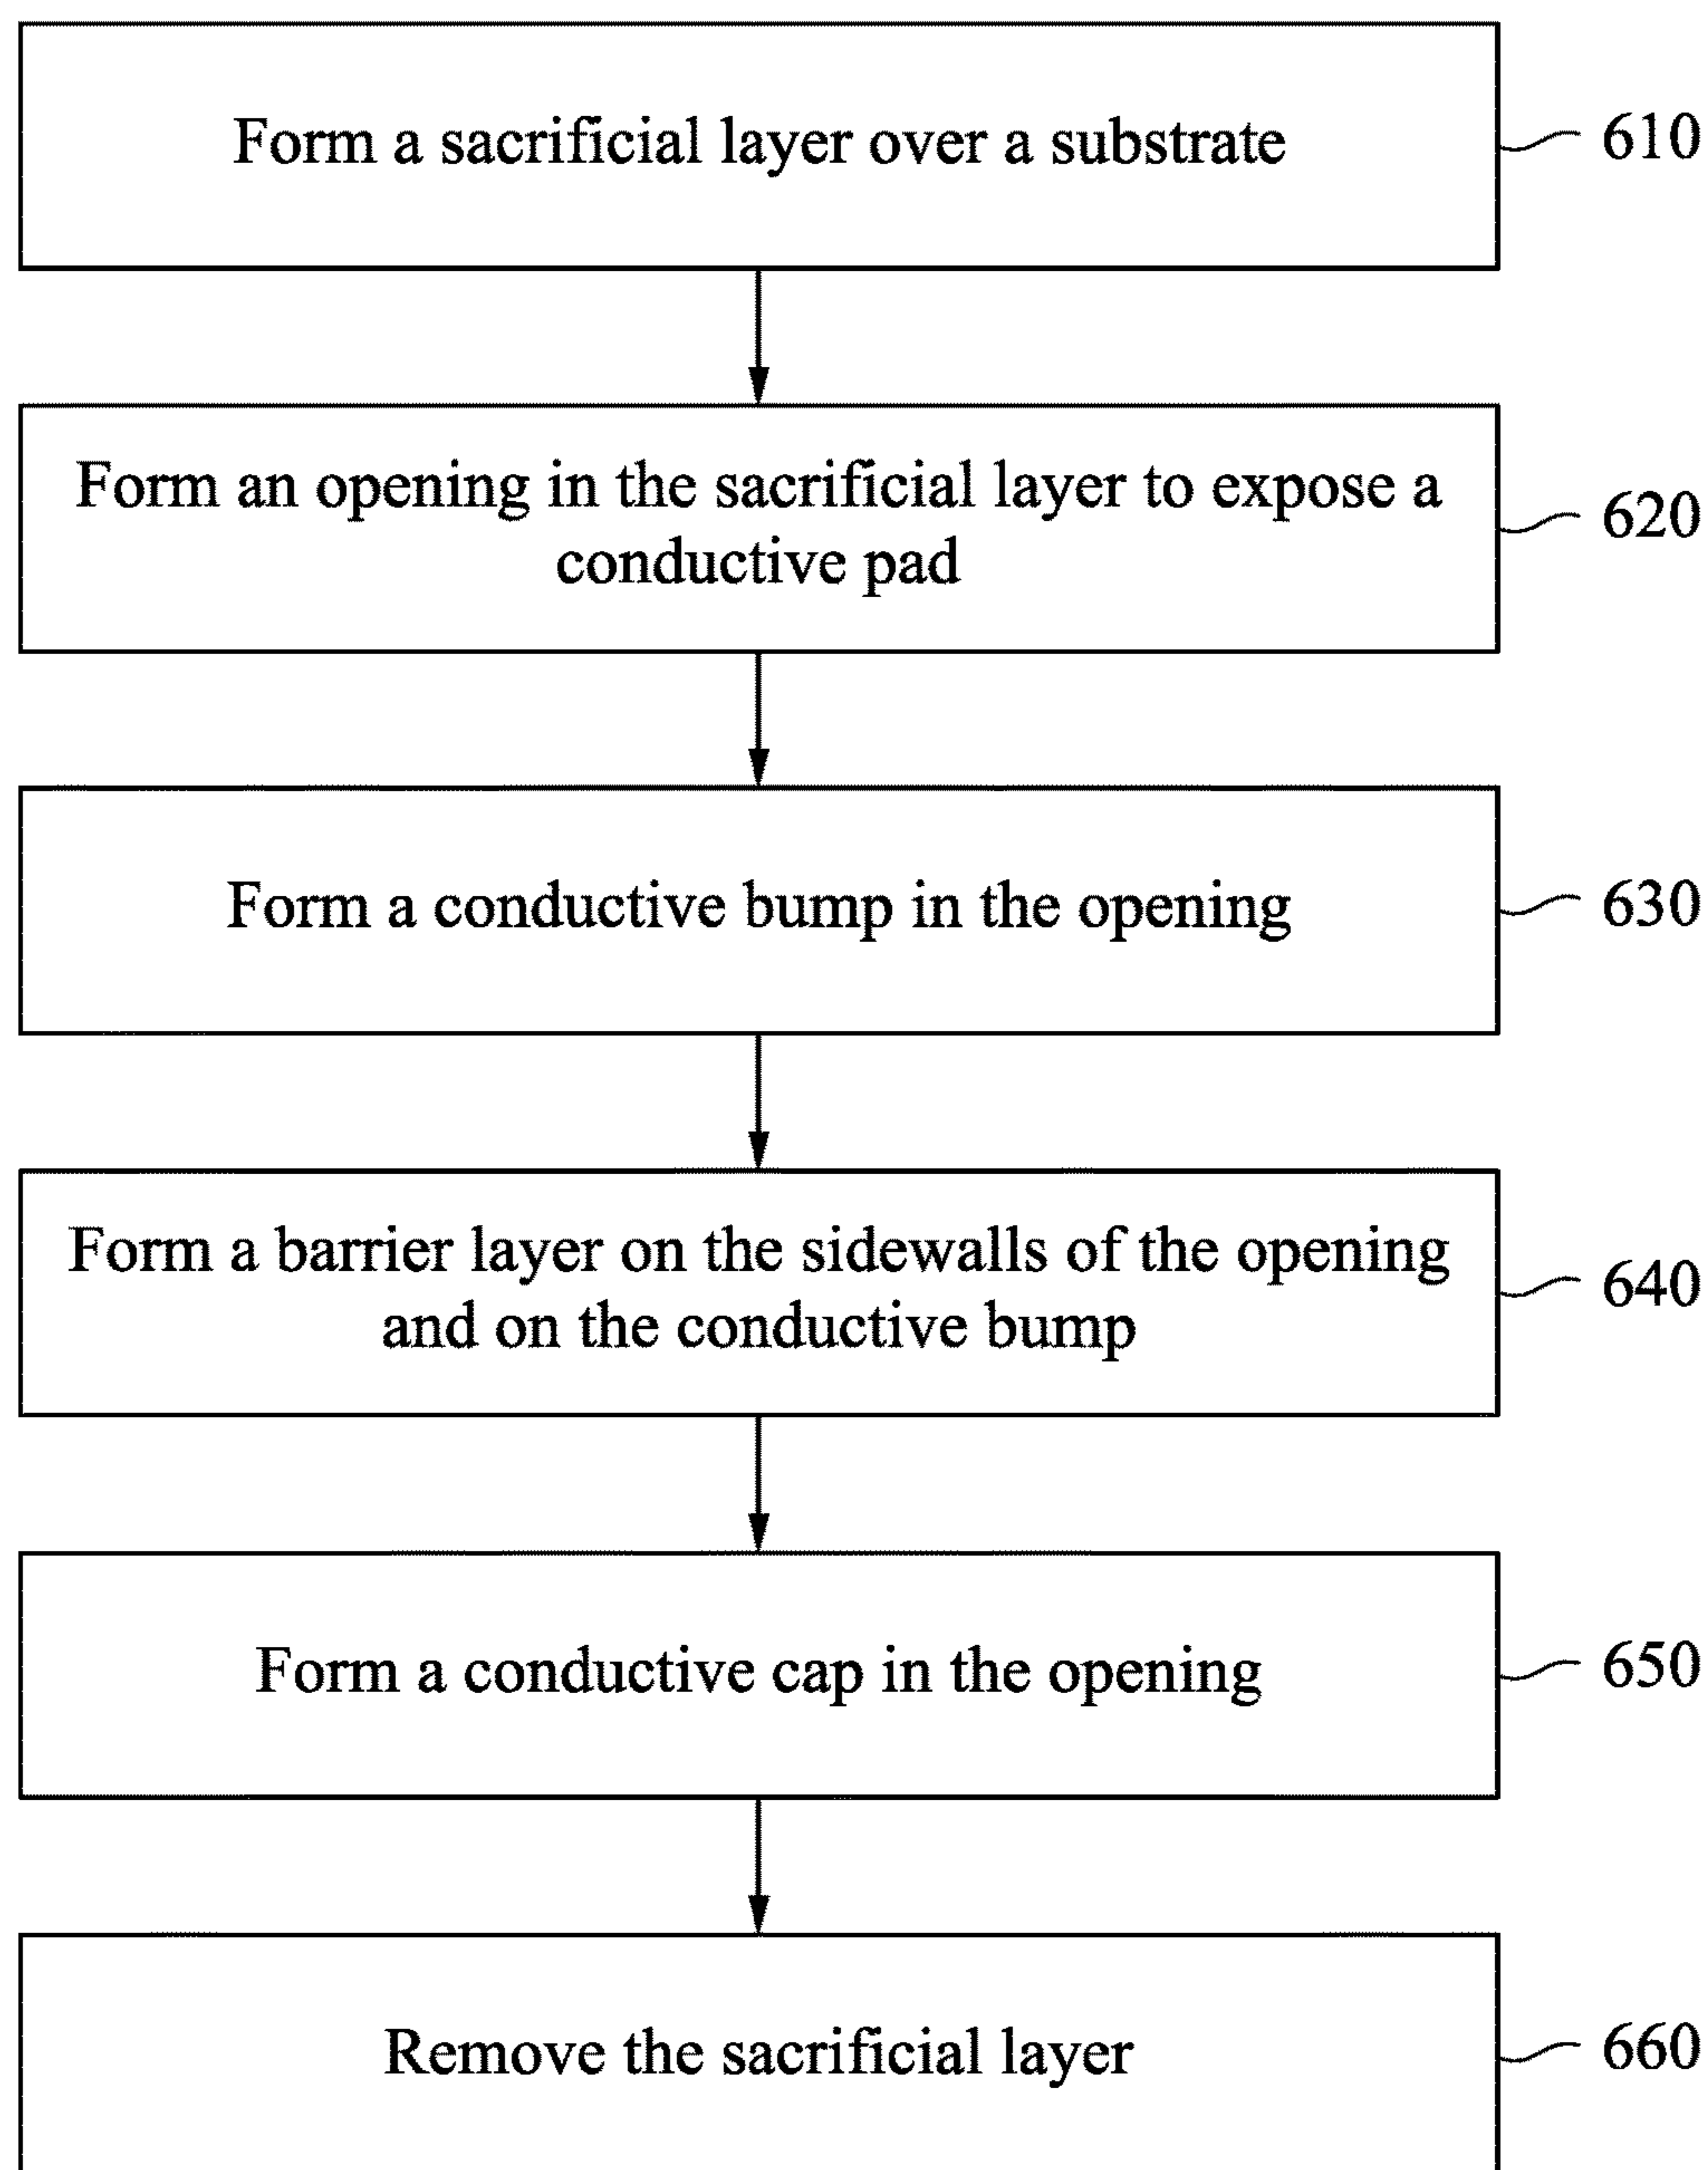 Form a sacrificial layer over a substrate
610
Form an opening in the sacrificial layer to expose a
conductive pad
620
Form a conductive bump in the opening
630
Form a barrier layer on the sidewalls of the opening
and on the conductive bump
640
Form a conductive cap in the opening
650
Remove the sacrificial layer
660